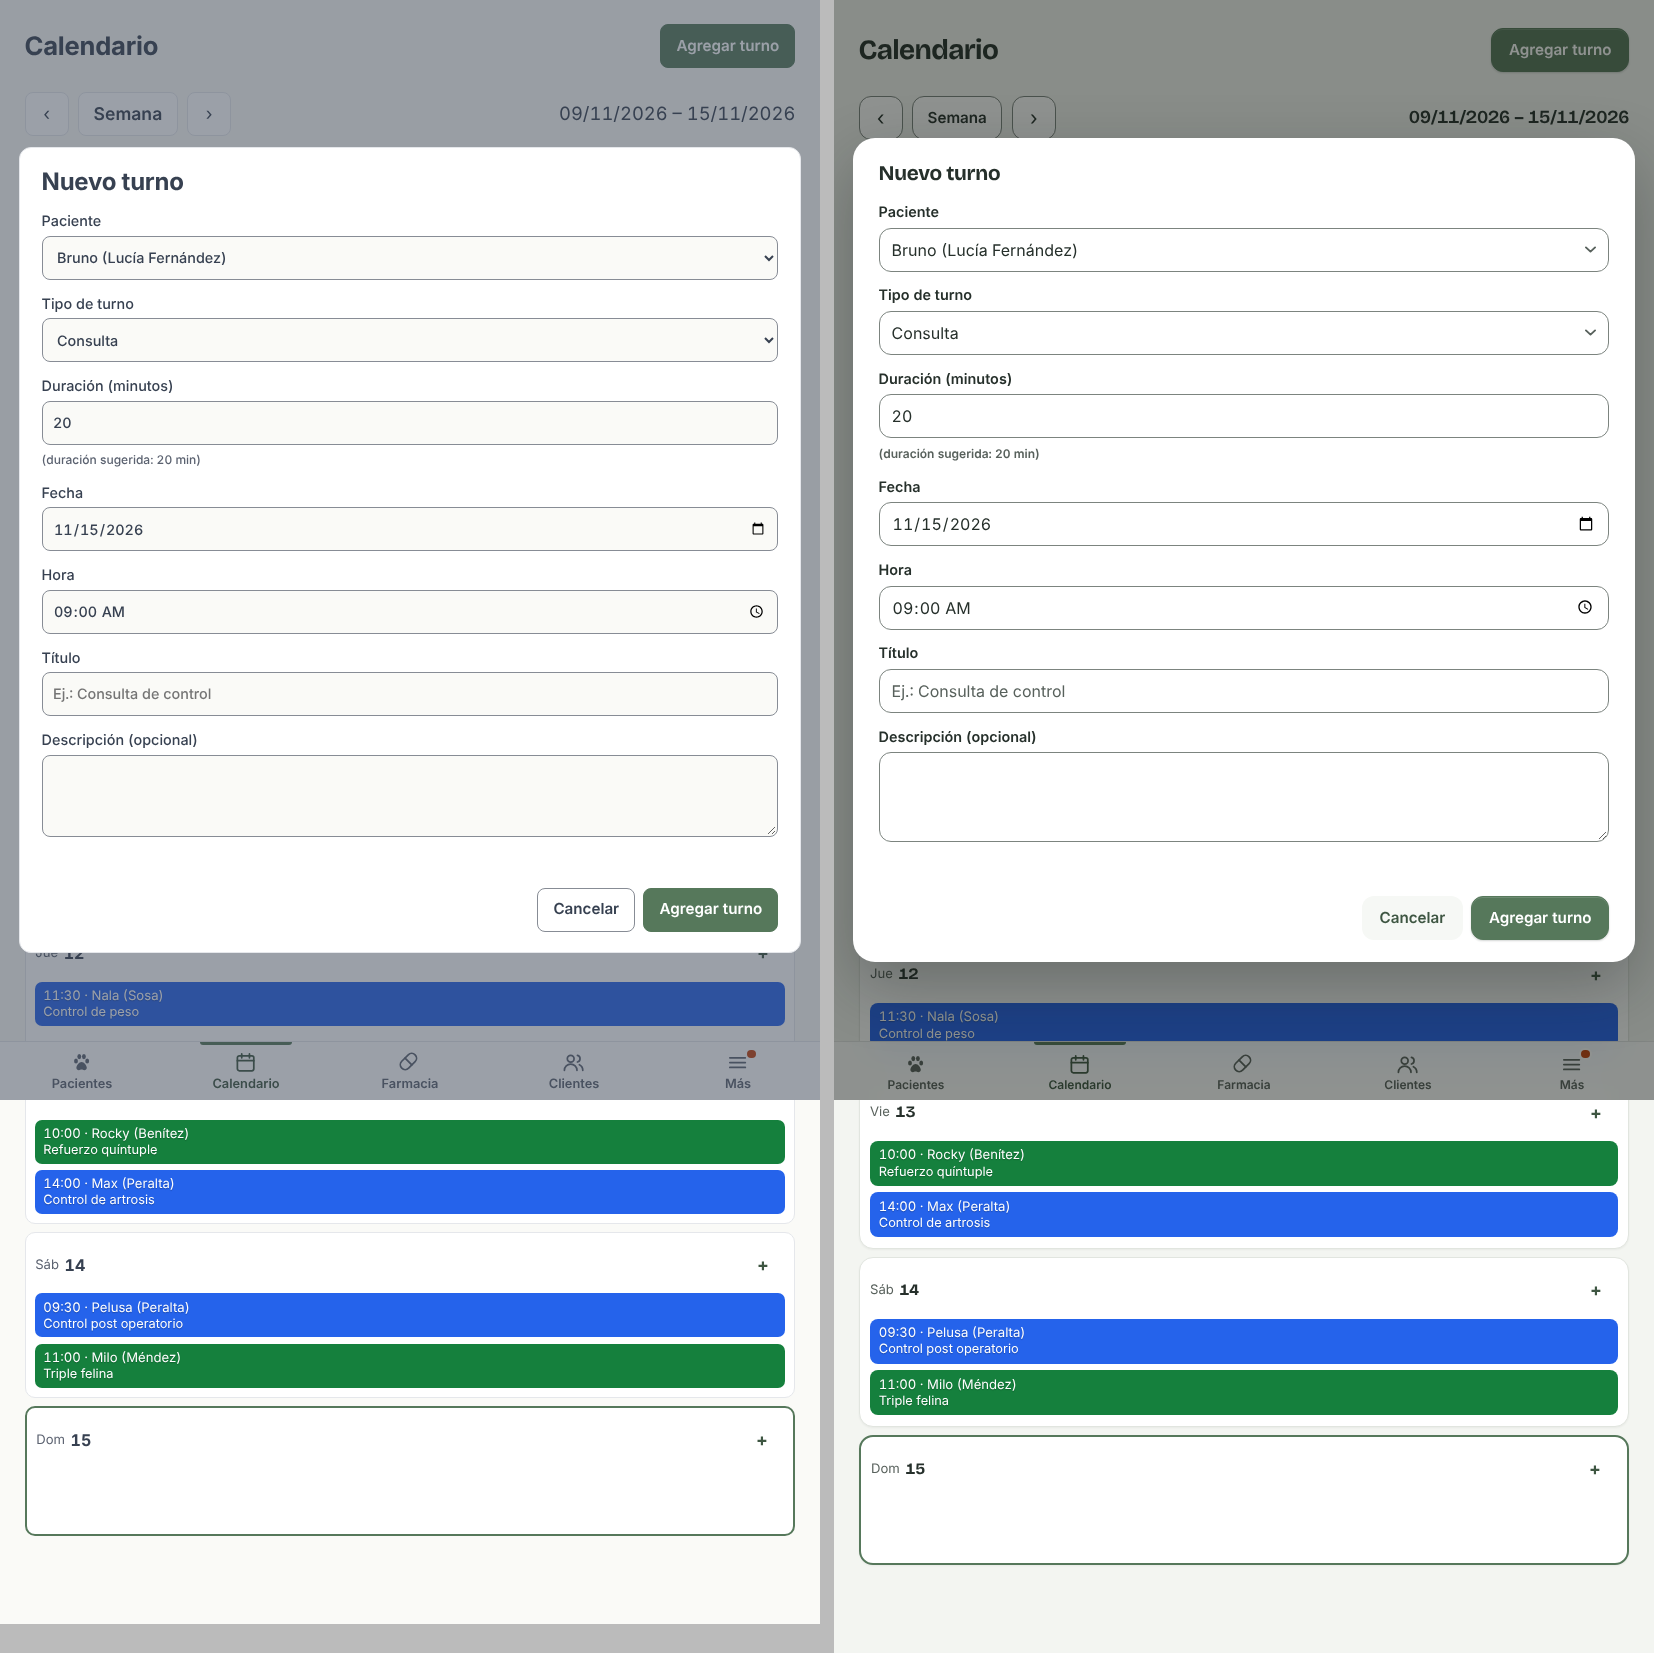 Calendario
Agregar turno
‹
Semana
›
09/11/2026 – 15/11/2026
Nuevo turno
Paciente
Bruno (Lucía Fernández)
Tipo de turno
Consulta
Duración (minutos)
20
(duración sugerida: 20 min)
Fecha
11/15/2026
Hora
09:00 AM
Título
Ej.: Consulta de control
Descripción (opcional)
Cancelar
Agregar turno
Jue 12
+
11:30 · Nala (Sosa)
Control de peso
Pacientes
Calendario
Farmacia
Clientes
Más
10:00 · Rocky (Benítez)
Refuerzo quíntuple
14:00 · Max (Peralta)
Control de artrosis
Sáb 14
+
09:30 · Pelusa (Peralta)
Control post operatorio
11:00 · Milo (Méndez)
Triple felina
Dom 15
+
Calendario
Agregar turno
‹
Semana
›
09/11/2026 – 15/11/2026
Nuevo turno
Paciente
Bruno (Lucía Fernández)
Tipo de turno
Consulta
Duración (minutos)
20
(duración sugerida: 20 min)
Fecha
11/15/2026
Hora
09:00 AM
Título
Ej.: Consulta de control
Descripción (opcional)
Cancelar
Agregar turno
Jue 12
+
11:30 · Nala (Sosa)
Control de peso
Pacientes
Calendario
Farmacia
Clientes
Más
Vie 13
+
10:00 · Rocky (Benítez)
Refuerzo quíntuple
14:00 · Max (Peralta)
Control de artrosis
Sáb 14
+
09:30 · Pelusa (Peralta)
Control post operatorio
11:00 · Milo (Méndez)
Triple felina
Dom 15
+